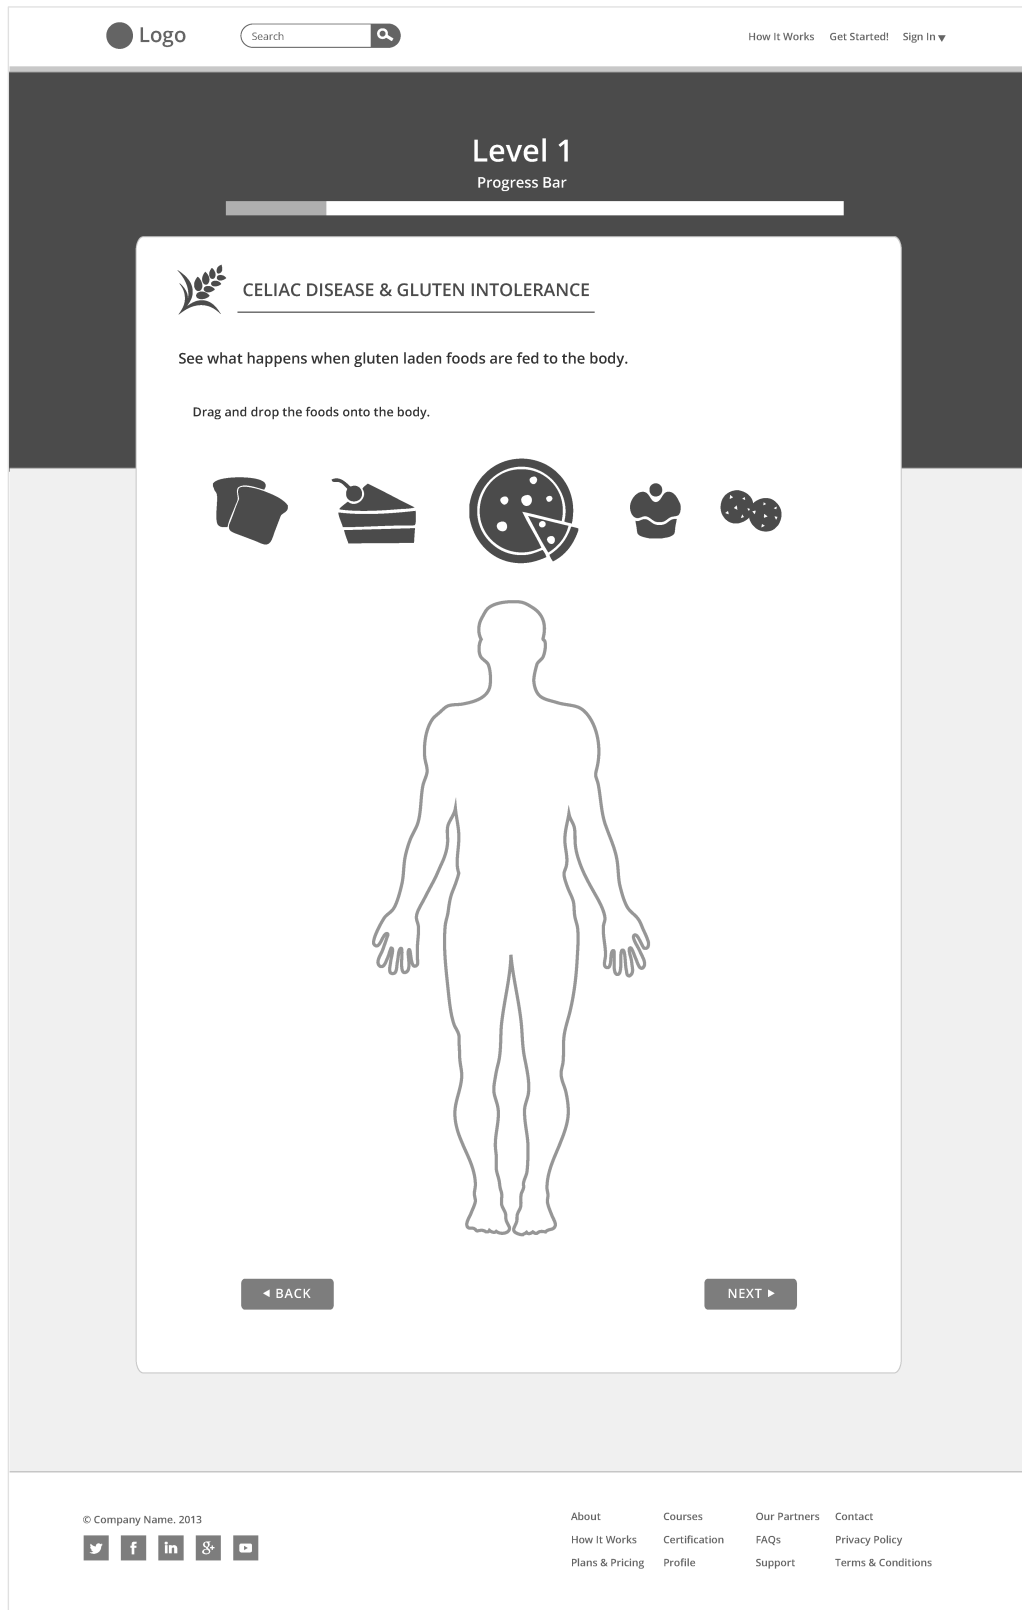 Logo
Search
How It Works Get Started! Sign In
Level 1
Progress Bar
CELIAC DISEASE & GLUTEN INTOLERANCE
See what happens when gluten laden foods are fed to the body.
Drag and drop the foods onto the body.
BACK
NEXT
© Company Name. 2013
f in g+
About Courses Our Partners Contact
How It Works Certification FAQs Privacy Policy
Plans & Pricing Profile Support Terms & Conditions